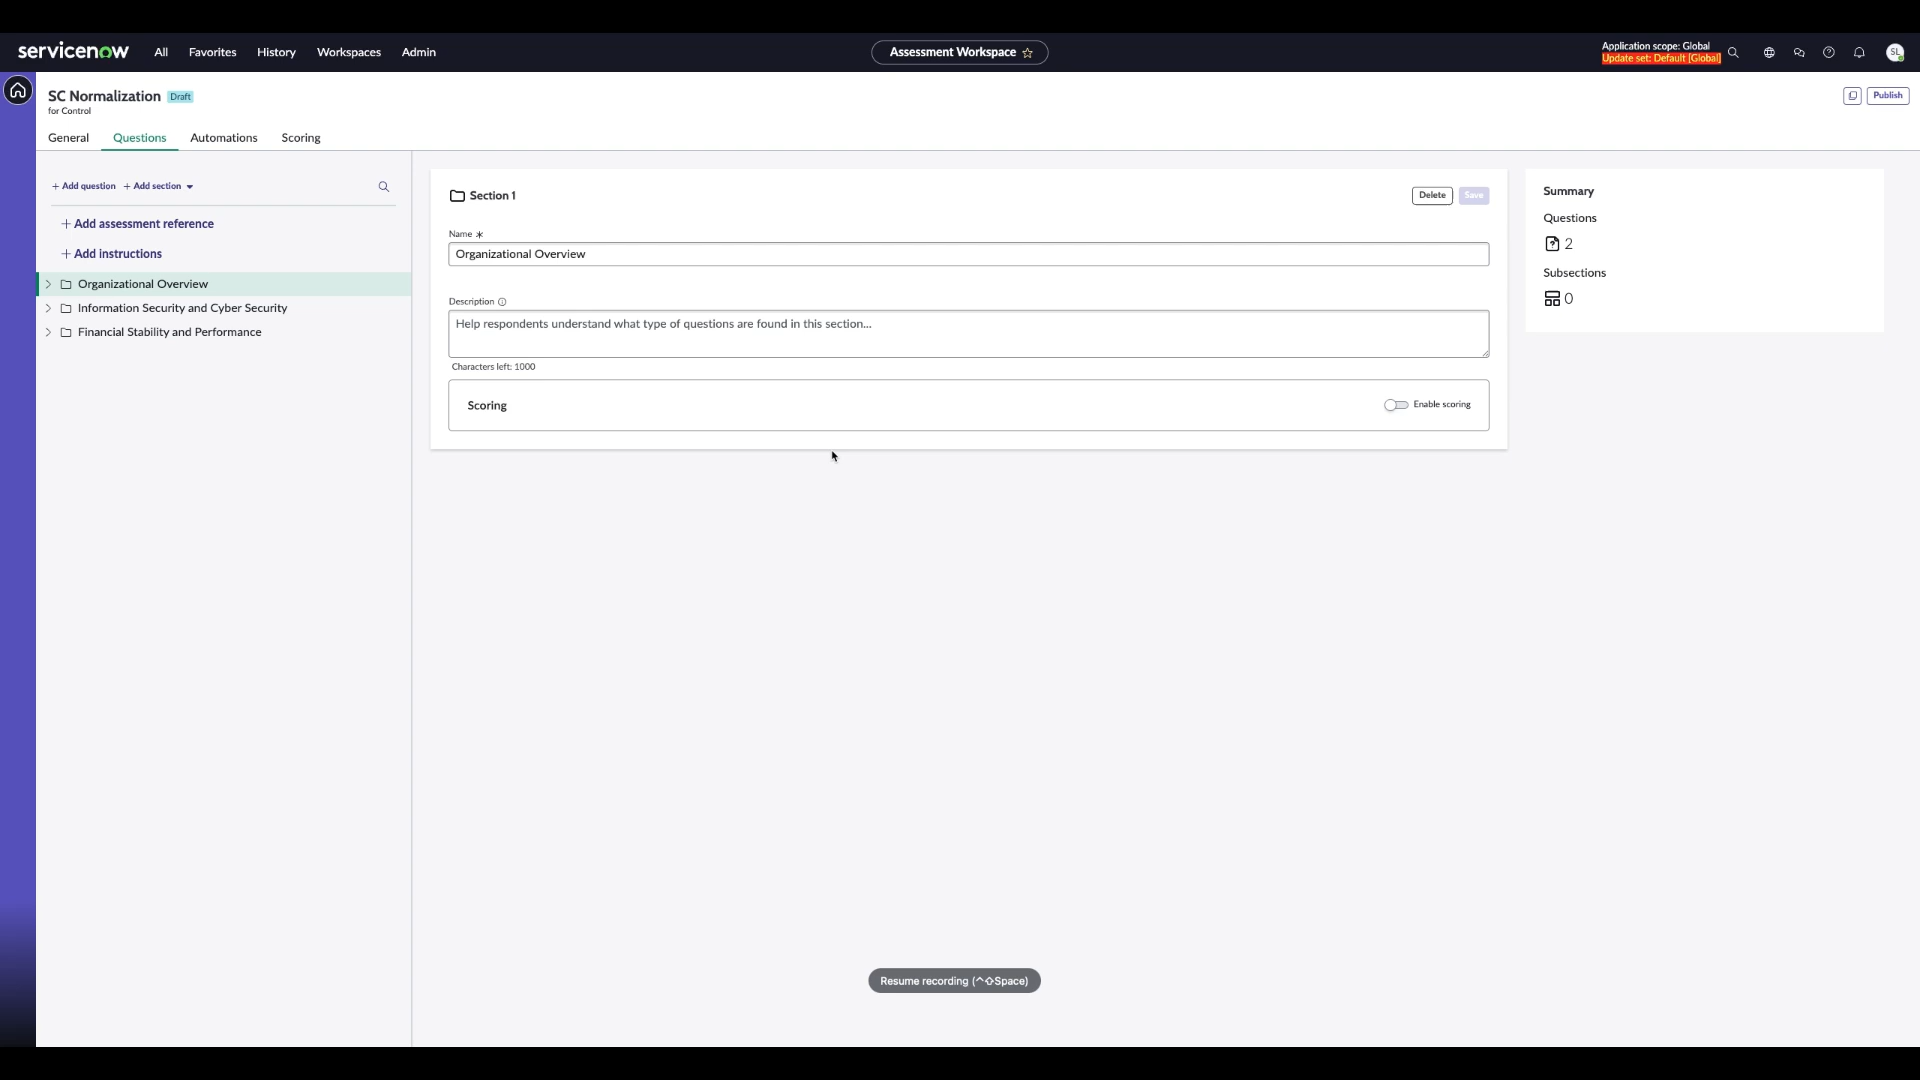 servicenow
All
Favorites
History
Workspaces
Admin
Assessment Workspace
Application scope: Global
Update set: Default [Global]
SL
SC Normalization
Draft
for Control
Publish
General
Questions
Automations
Scoring
+ Add question
+ Add section
+ Add assessment reference
+ Add instructions
Organizational Overview
Information Security and Cyber Security
Financial Stability and Performance
Section 1
Delete
Save
Name *
Organizational Overview
Description
Help respondents understand what type of questions are found in this section...
Characters left: 1000
Scoring
Enable scoring
Summary
Questions
2
Subsections
0
Resume recording (^⇧Space)